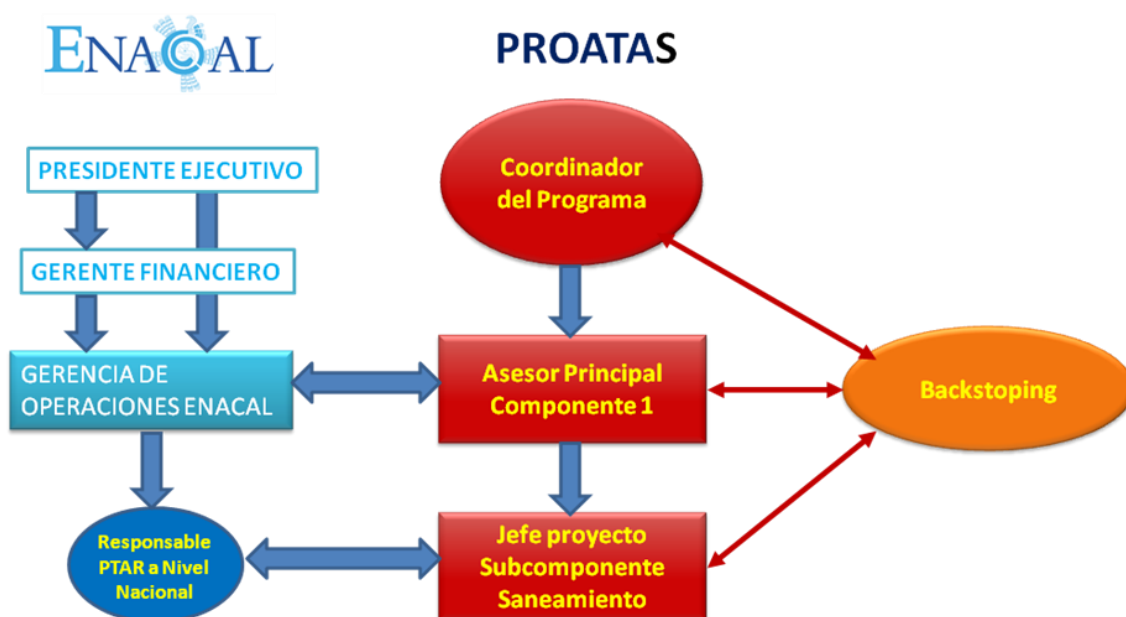 ENACAL
PROATAS
PRESIDENTE EJECUTIVO
GERENTE FINANCIERO
GERENCIA DE
OPERACIONES ENACAL
Responsable
PTAR a Nivel
Nacional
Coordinador
del Programa
Asesor Principal
Componente 1
Jefe proyecto
Subcomponente
Saneamiento
Backstoping